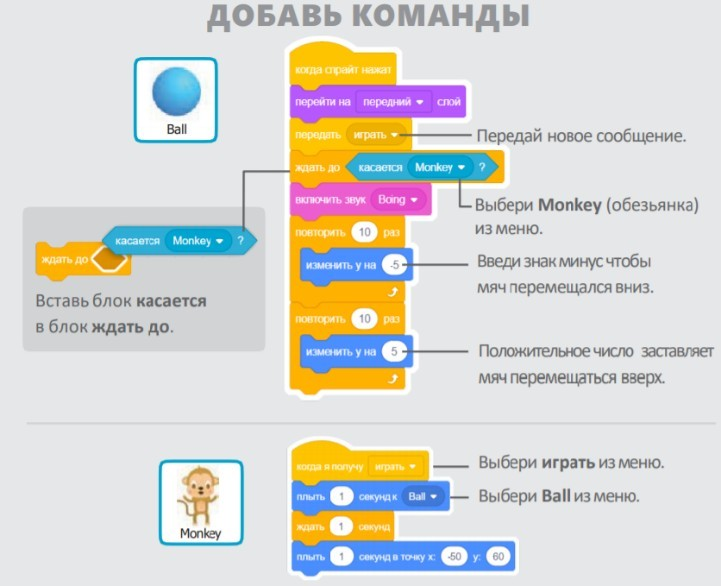 ДОБАВЬ КОМАНДЫ
Ball
когда спрайт нажат
перейти на передний слой
передать играть
Передай новое сообщение.
ждать до касается Monkey ?
Выбери Monkey (обезьянка)
из меню.
включить звук Boing
касается Monkey ?
ждать до
Вставь блок касается
в блок ждать до.
повторить 10 раз
изменить y на -5
Введи знак минус чтобы
мяч перемещался вниз.
повторить 10 раз
изменить y на 5
Положительное число заставляет
мяч перемещаться вверх.
Monkey
когда я получу играть
Выбери играть из меню.
плыть 1 секунд к Ball
Выбери Ball из меню.
ждать 1 секунд
плыть 1 секунд в точку x: -50 y: 60